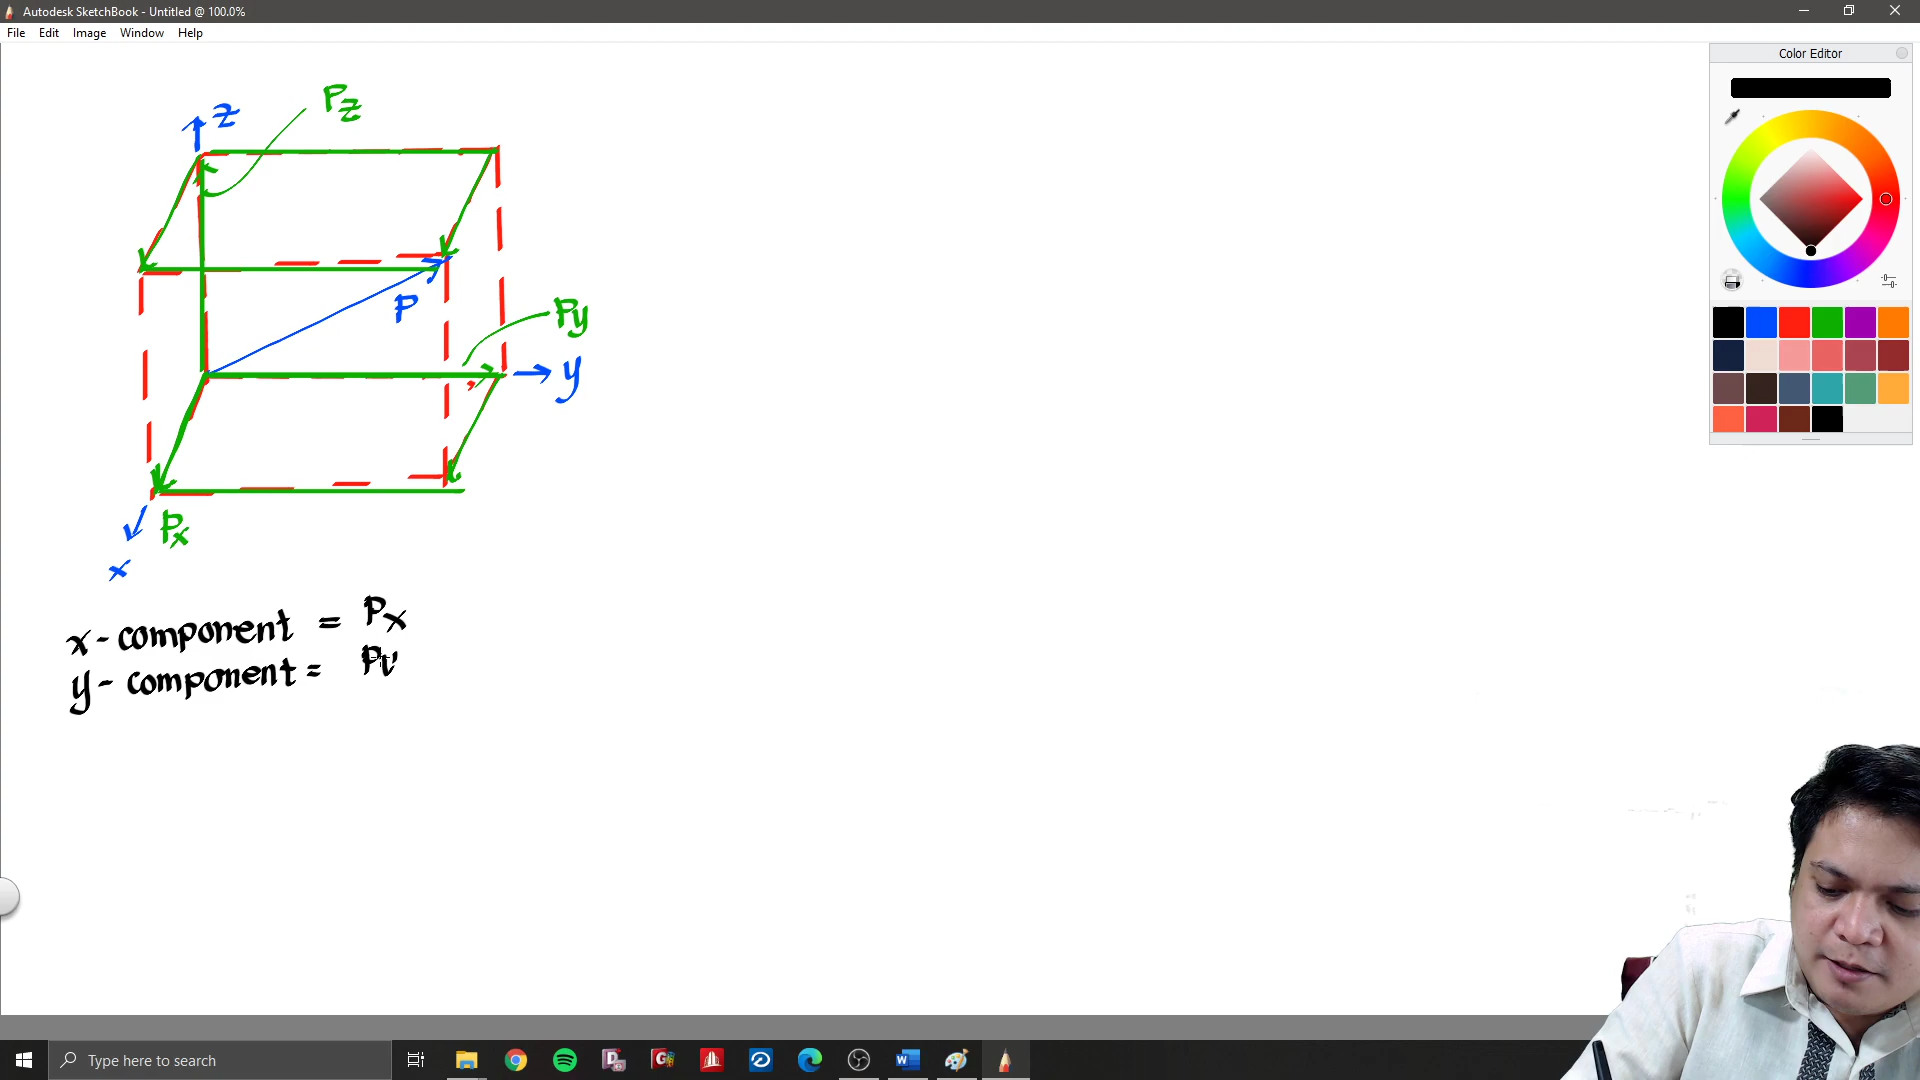 Autodesk SketchBook - Untitled @ 100.0%
File Edit Image Window Help
Color Editor
Pz
z
P
Py
y
Px
x
x-component = Px
y-component = Py
Type here to search